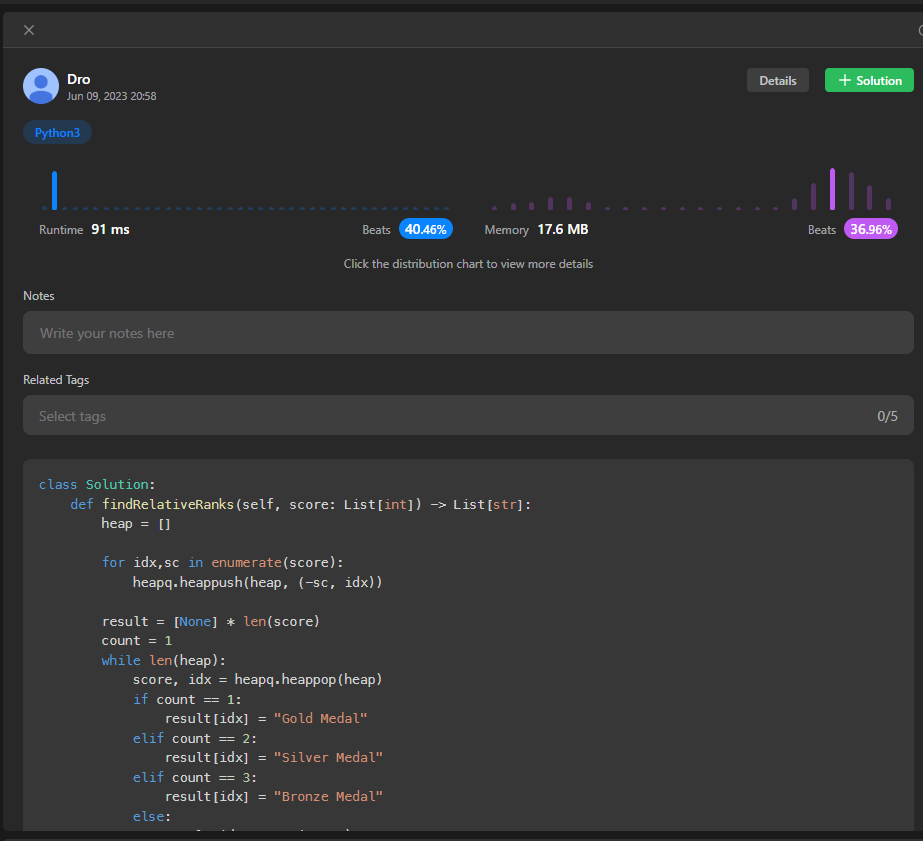 Dro
Jun 09, 2023 20:58
Details
+ Solution
Python3
Runtime 91 ms
Beats 40.46%
Memory 17.6 MB
Beats 36.96%
Click the distribution chart to view more details
Notes
Write your notes here
Related Tags
Select tags 0/5
class Solution:
    def findRelativeRanks(self, score: List[int]) -> List[str]:
        heap = []
        for idx,sc in enumerate(score):
            heapq.heappush(heap, (-sc, idx))
        result = [None] * len(score)
        count = 1
        while len(heap):
            score, idx = heapq.heappop(heap)
            if count == 1:
                result[idx] = "Gold Medal"
            elif count == 2:
                result[idx] = "Silver Medal"
            elif count == 3:
                result[idx] = "Bronze Medal"
            else: